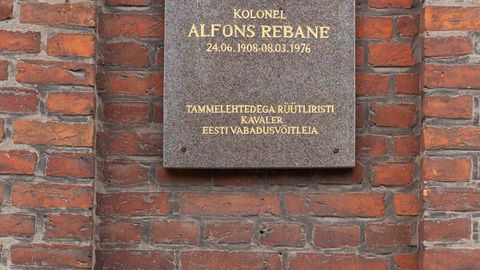 KOLONEL
ALFONS REBANE
24.06.1908-08.03.1976
TAMMELEHTEDEGA RÜÜTLIRISTI
KAVALER
EESTI VABADUSVÕITLEJA